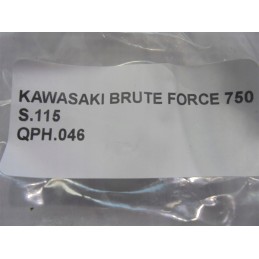 KAWASAKI BRUTE FORCE 750
S.115
QPH.046